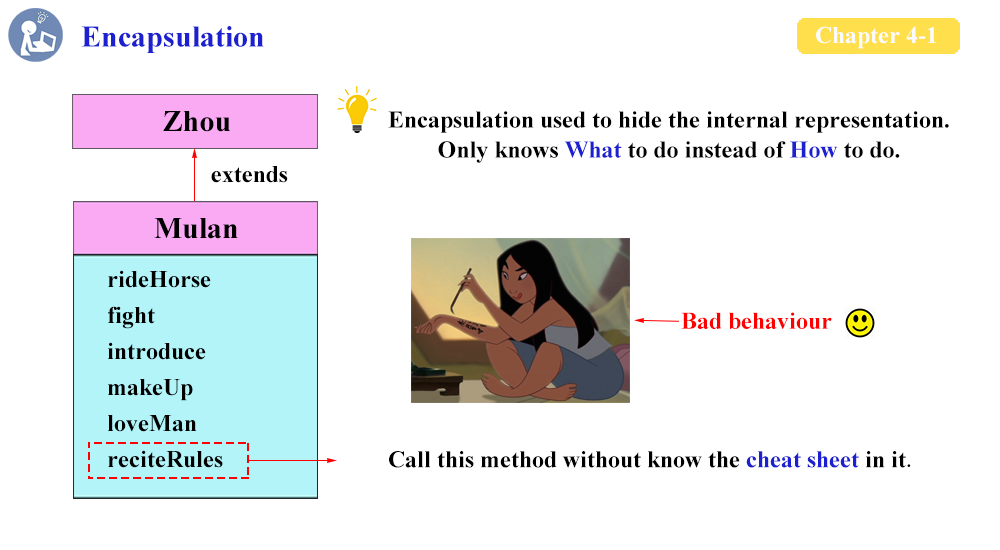 Encapsulation
Chapter 4-1
Zhou
Encapsulation used to hide the internal representation.
Only knows What to do instead of How to do.
extends
Mulan
rideHorse
fight
introduce
makeUp
loveMan
reciteRules
Bad behaviour
Call this method without know the cheat sheet in it.